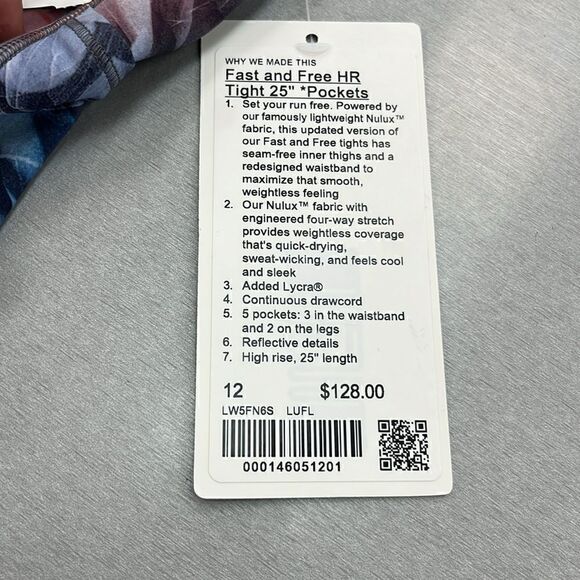 WHY WE MADE THIS
Fast and Free HR
Tight 25" *Pockets
1. Set your run free. Powered by
our famously lightweight Nulux™
fabric, this updated version of
our Fast and Free tights has
seam-free inner thighs and a
redesigned waistband to
maximize that smooth,
weightless feeling
2. Our Nulux™ fabric with
engineered four-way stretch
provides weightless coverage
that's quick-drying,
sweat-wicking, and feels cool
and sleek
3. Added Lycra®
4. Continuous drawcord
5. 5 pockets: 3 in the waistband
and 2 on the legs
6. Reflective details
7. High rise, 25" length
12 $128.00
LW5FN6S LUFL
000146051201